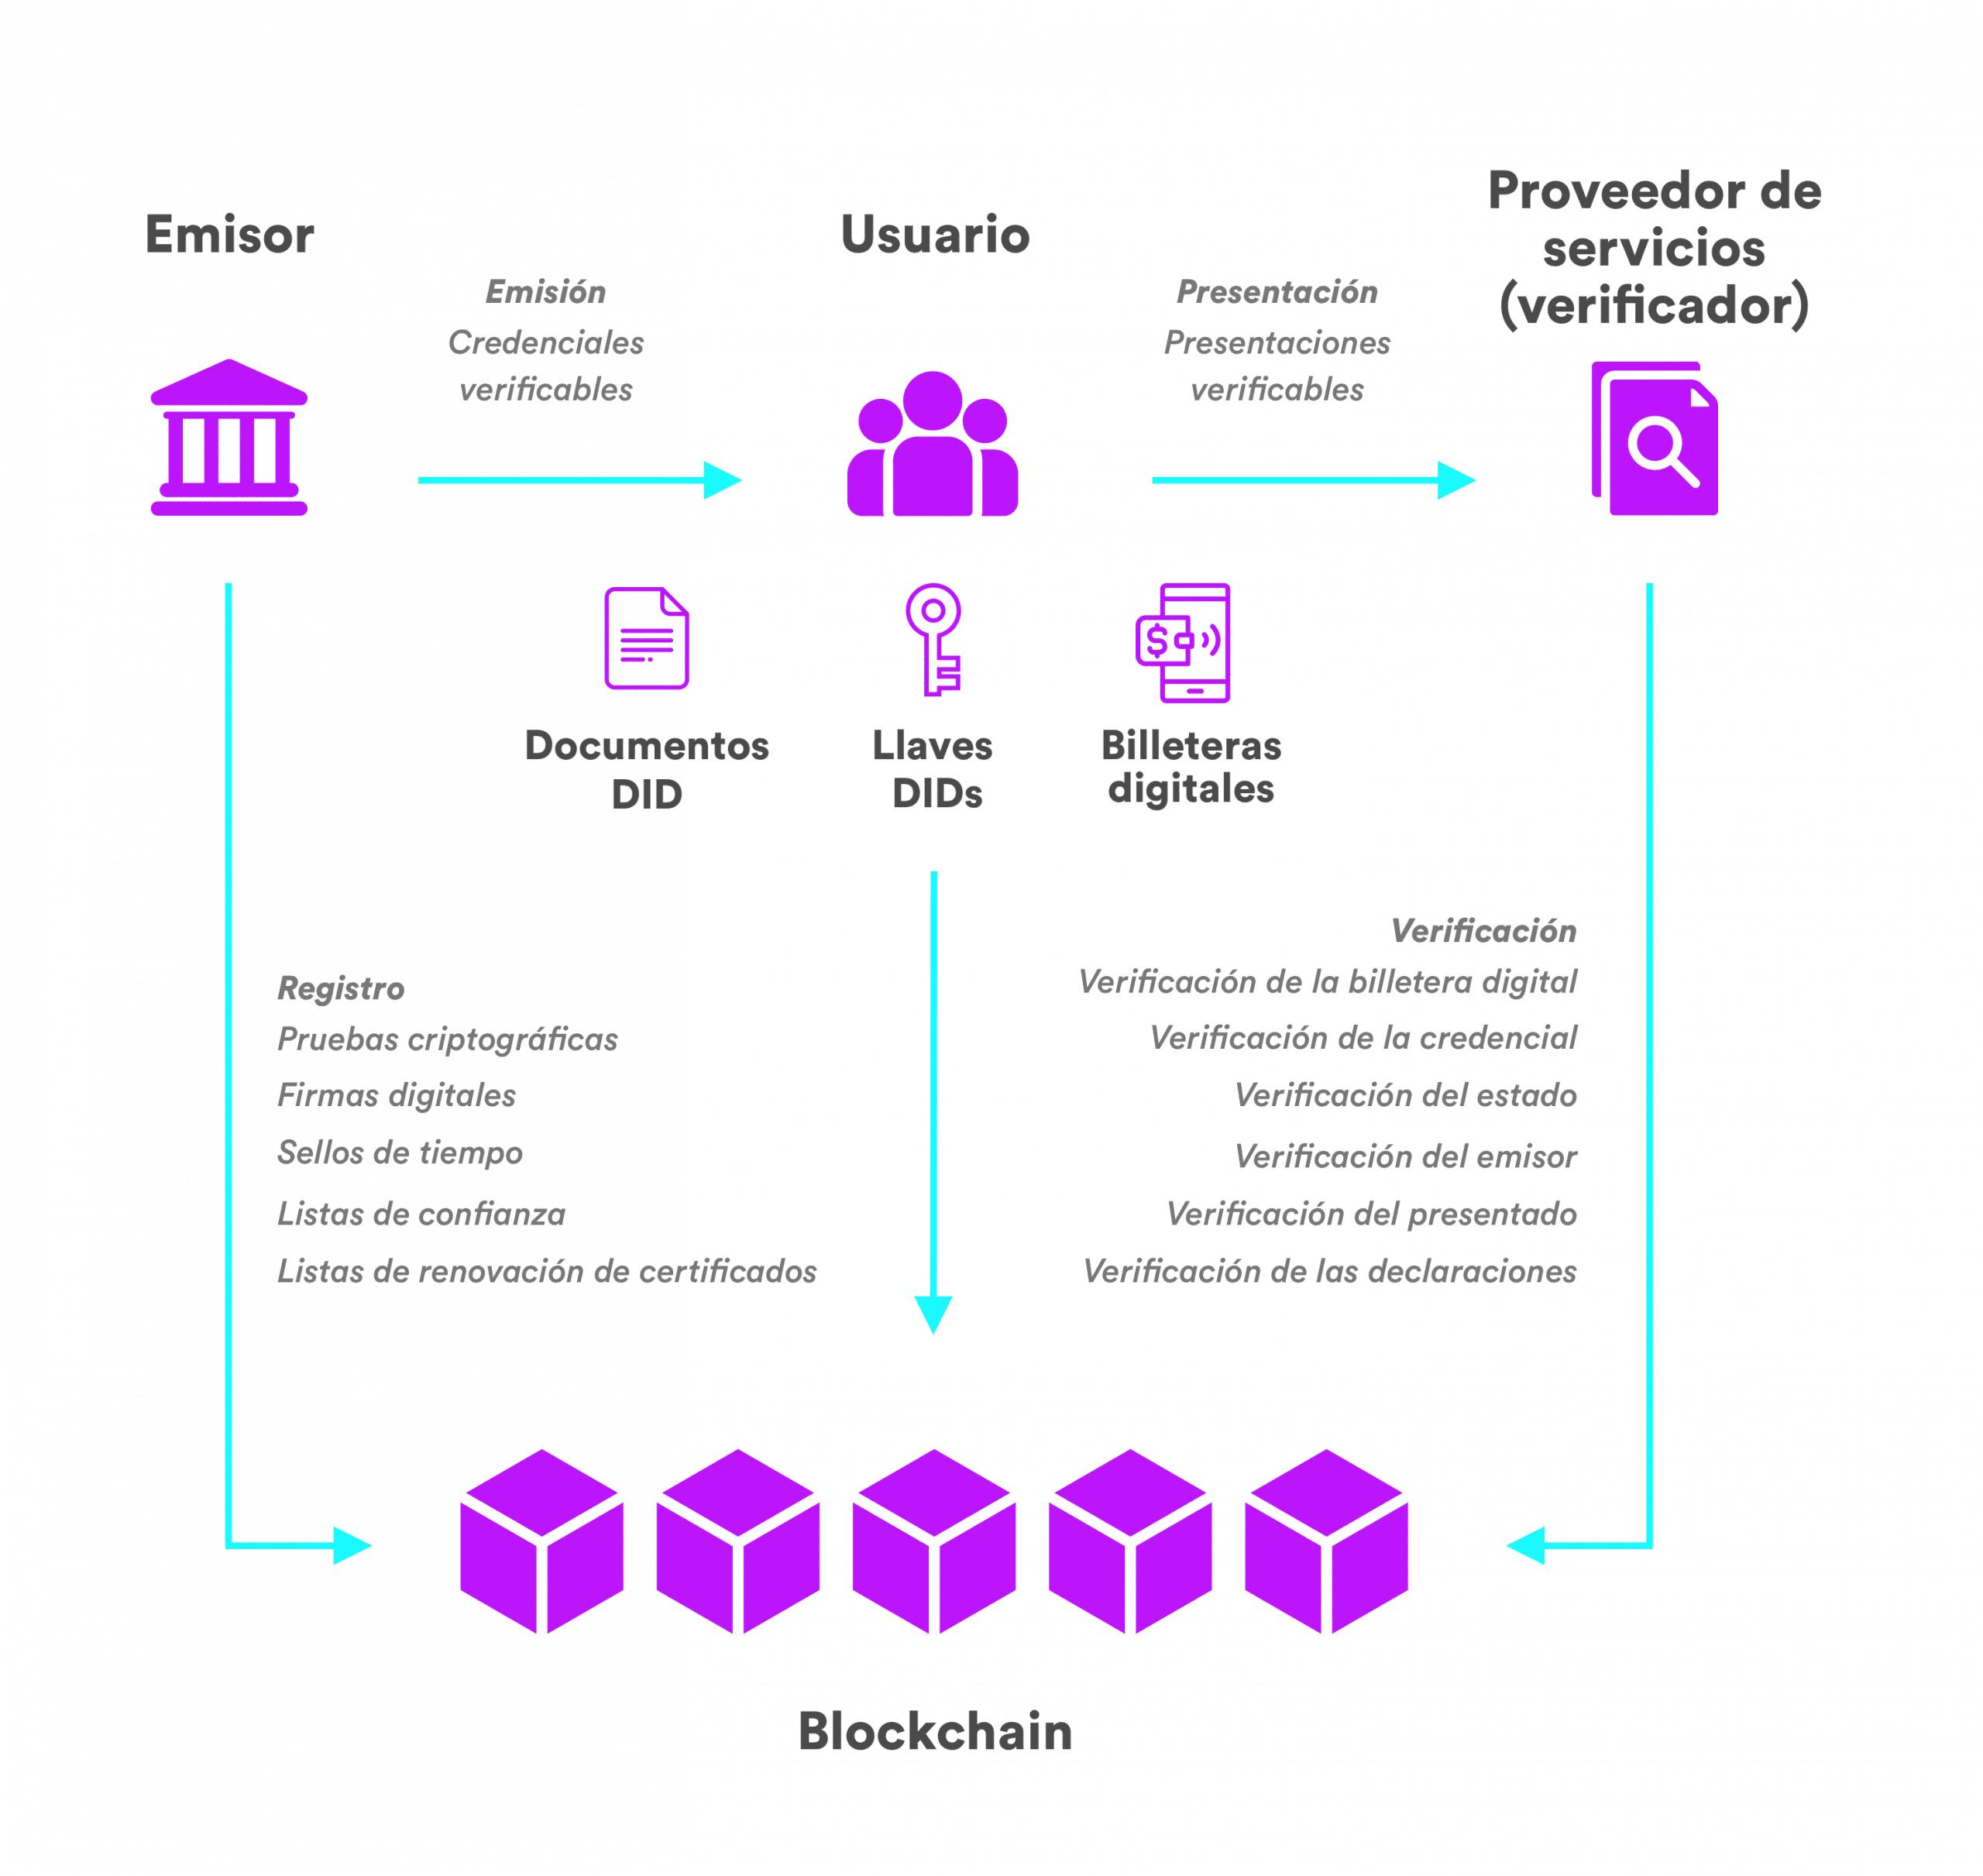 Emisor
Emisión
Credenciales
verificables
Usuario
Presentación
Presentaciones
verificables
Proveedor de
servicios
(verificador)
Documentos
DID
Llaves
DIDs
Billeteras
digitales
$
Registro
Pruebas criptográficas
Firmas digitales
Sellos de tiempo
Listas de confianza
Listas de renovación de certificados
Verificación
Verificación de la billetera digital
Verificación de la credencial
Verificación del estado
Verificación del emisor
Verificación del presentado
Verificación de las declaraciones
Blockchain